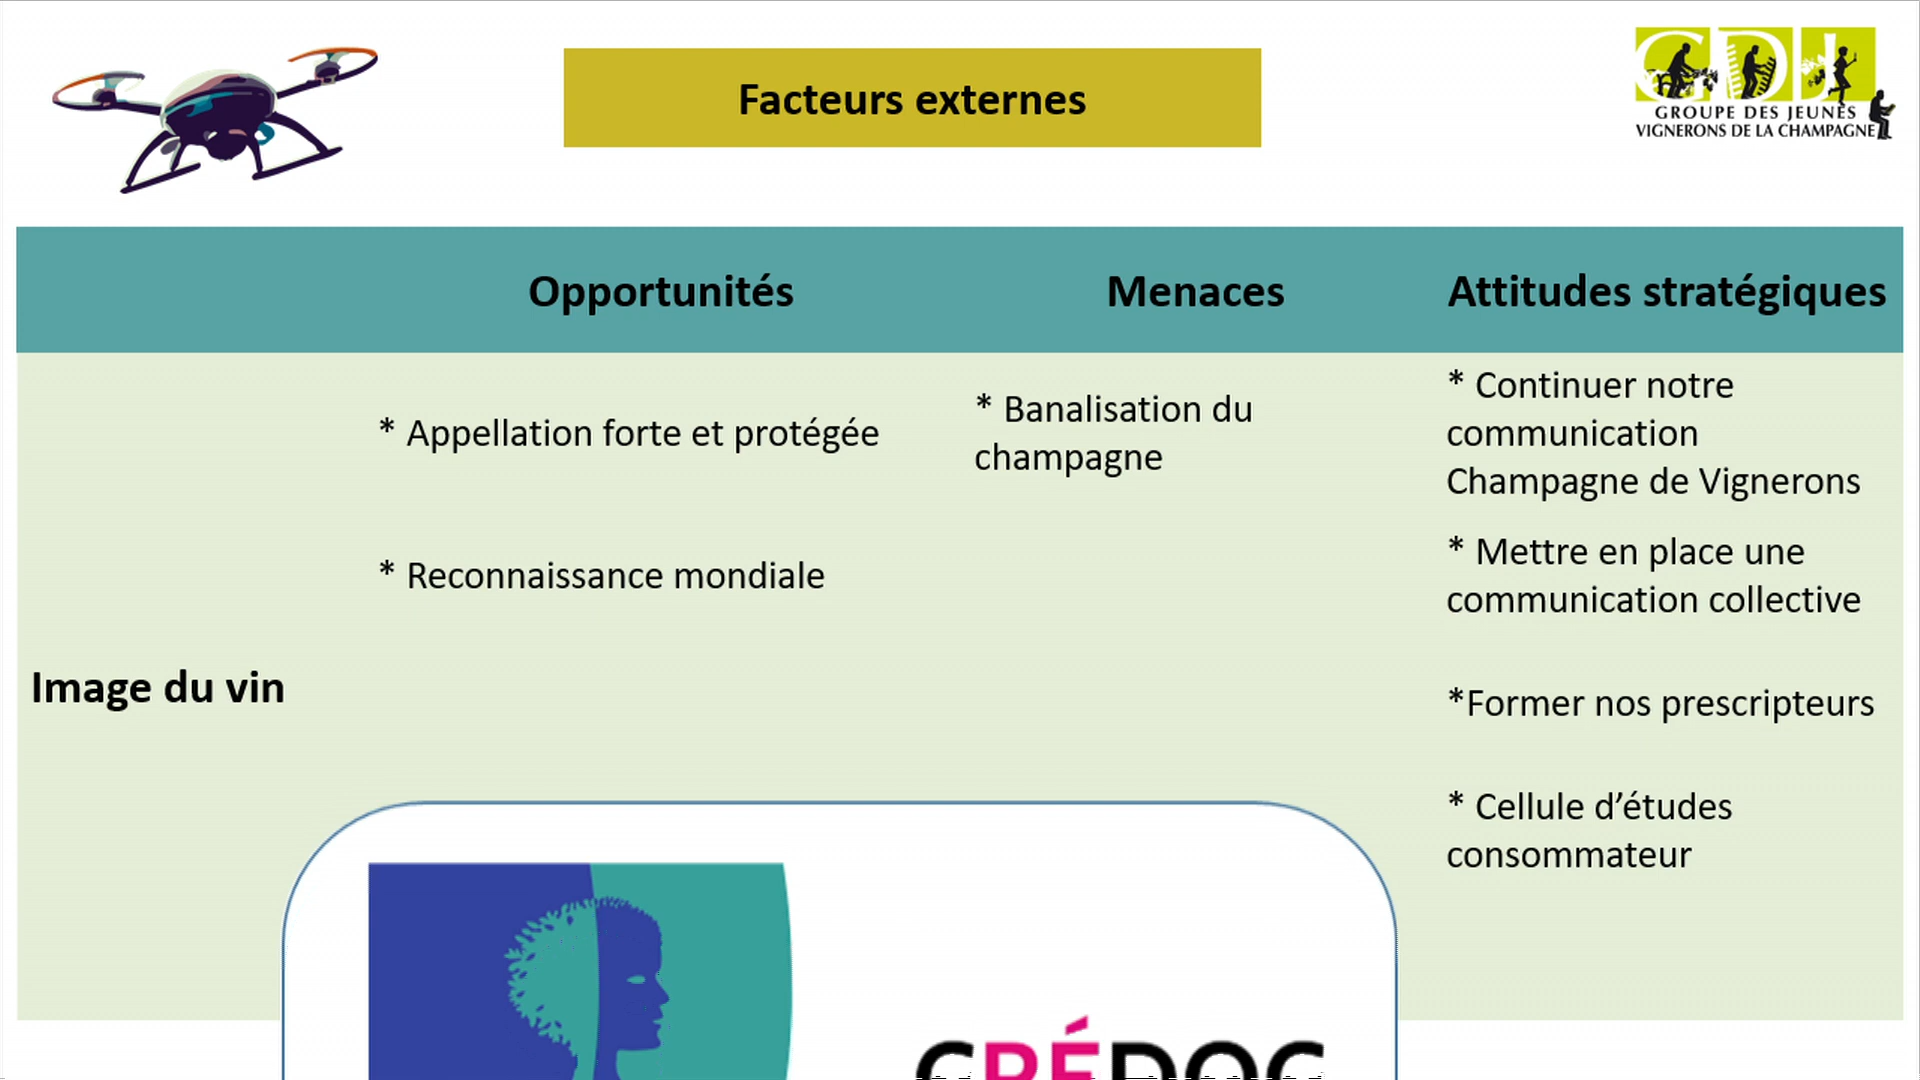 Facteurs externes
GDJ
GROUPE DES JEUNES
VIGNERONS DE LA CHAMPAGNE
Opportunités
Menaces
Attitudes stratégiques
Image du vin
* Appellation forte et protégée
* Reconnaissance mondiale
* Banalisation du
champagne
* Continuer notre
communication
Champagne de Vignerons
* Mettre en place une
communication collective
*Former nos prescripteurs
* Cellule d’études
consommateur
CRÉDOC